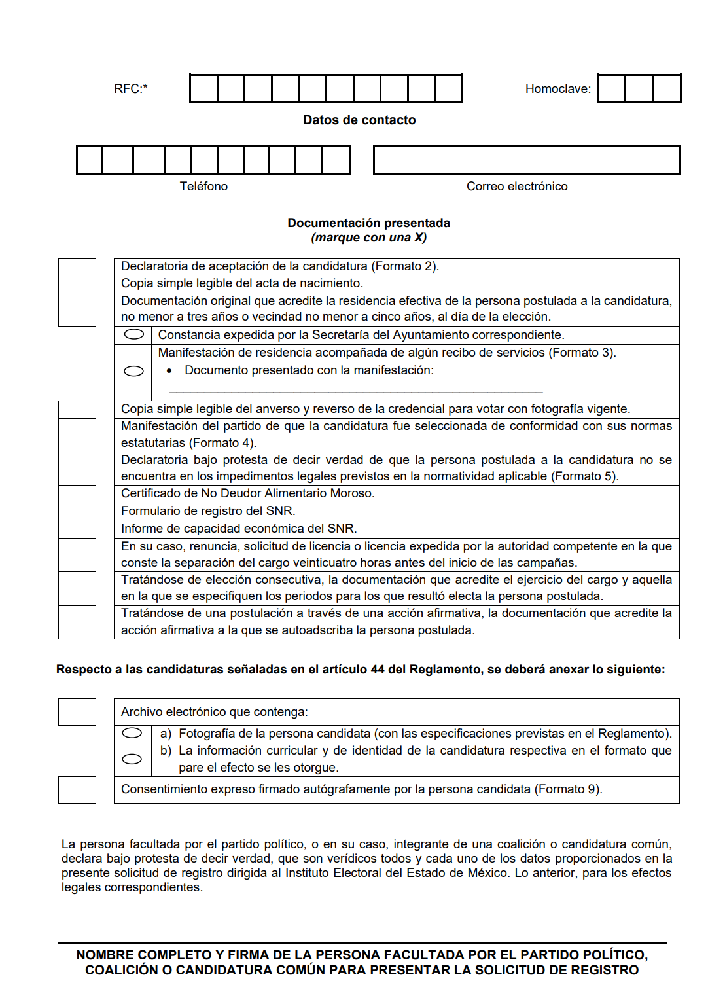 RFC:*
Homoclave:
Datos de contacto
Teléfono
Correo electrónico
Documentación presentada
(marque con una X)
Declaratoria de aceptación de la candidatura (Formato 2).
Copia simple legible del acta de nacimiento.
Documentación original que acredite la residencia efectiva de la persona postulada a la candidatura,
no menor a tres años o vecindad no menor a cinco años, al día de la elección.
Constancia expedida por la Secretaría del Ayuntamiento correspondiente.
Manifestación de residencia acompañada de algún recibo de servicios (Formato 3).
• Documento presentado con la manifestación:
Copia simple legible del anverso y reverso de la credencial para votar con fotografía vigente.
Manifestación del partido de que la candidatura fue seleccionada de conformidad con sus normas
estatutarias (Formato 4).
Declaratoria bajo protesta de decir verdad de que la persona postulada a la candidatura no se
encuentra en los impedimentos legales previstos en la normatividad aplicable (Formato 5).
Certificado de No Deudor Alimentario Moroso.
Formulario de registro del SNR.
Informe de capacidad económica del SNR.
En su caso, renuncia, solicitud de licencia o licencia expedida por la autoridad competente en la que
conste la separación del cargo veinticuatro horas antes del inicio de las campañas.
Tratándose de elección consecutiva, la documentación que acredite el ejercicio del cargo y aquella
en la que se especifiquen los periodos para los que resultó electa la persona postulada.
Tratándose de una postulación a través de una acción afirmativa, la documentación que acredite la
acción afirmativa a la que se autoadscriba la persona postulada.
Respecto a las candidaturas señaladas en el artículo 44 del Reglamento, se deberá anexar lo siguiente:
Archivo electrónico que contenga:
a) Fotografía de la persona candidata (con las especificaciones previstas en el Reglamento).
b) La información curricular y de identidad de la candidatura respectiva en el formato que
pare el efecto se les otorgue.
Consentimiento expreso firmado autógrafamente por la persona candidata (Formato 9).
La persona facultada por el partido político, o en su caso, integrante de una coalición o candidatura común,
declara bajo protesta de decir verdad, que son verídicos todos y cada uno de los datos proporcionados en la
presente solicitud de registro dirigida al Instituto Electoral del Estado de México. Lo anterior, para los efectos
legales correspondientes.
NOMBRE COMPLETO Y FIRMA DE LA PERSONA FACULTADA POR EL PARTIDO POLÍTICO,
COALICIÓN O CANDIDATURA COMÚN PARA PRESENTAR LA SOLICITUD DE REGISTRO